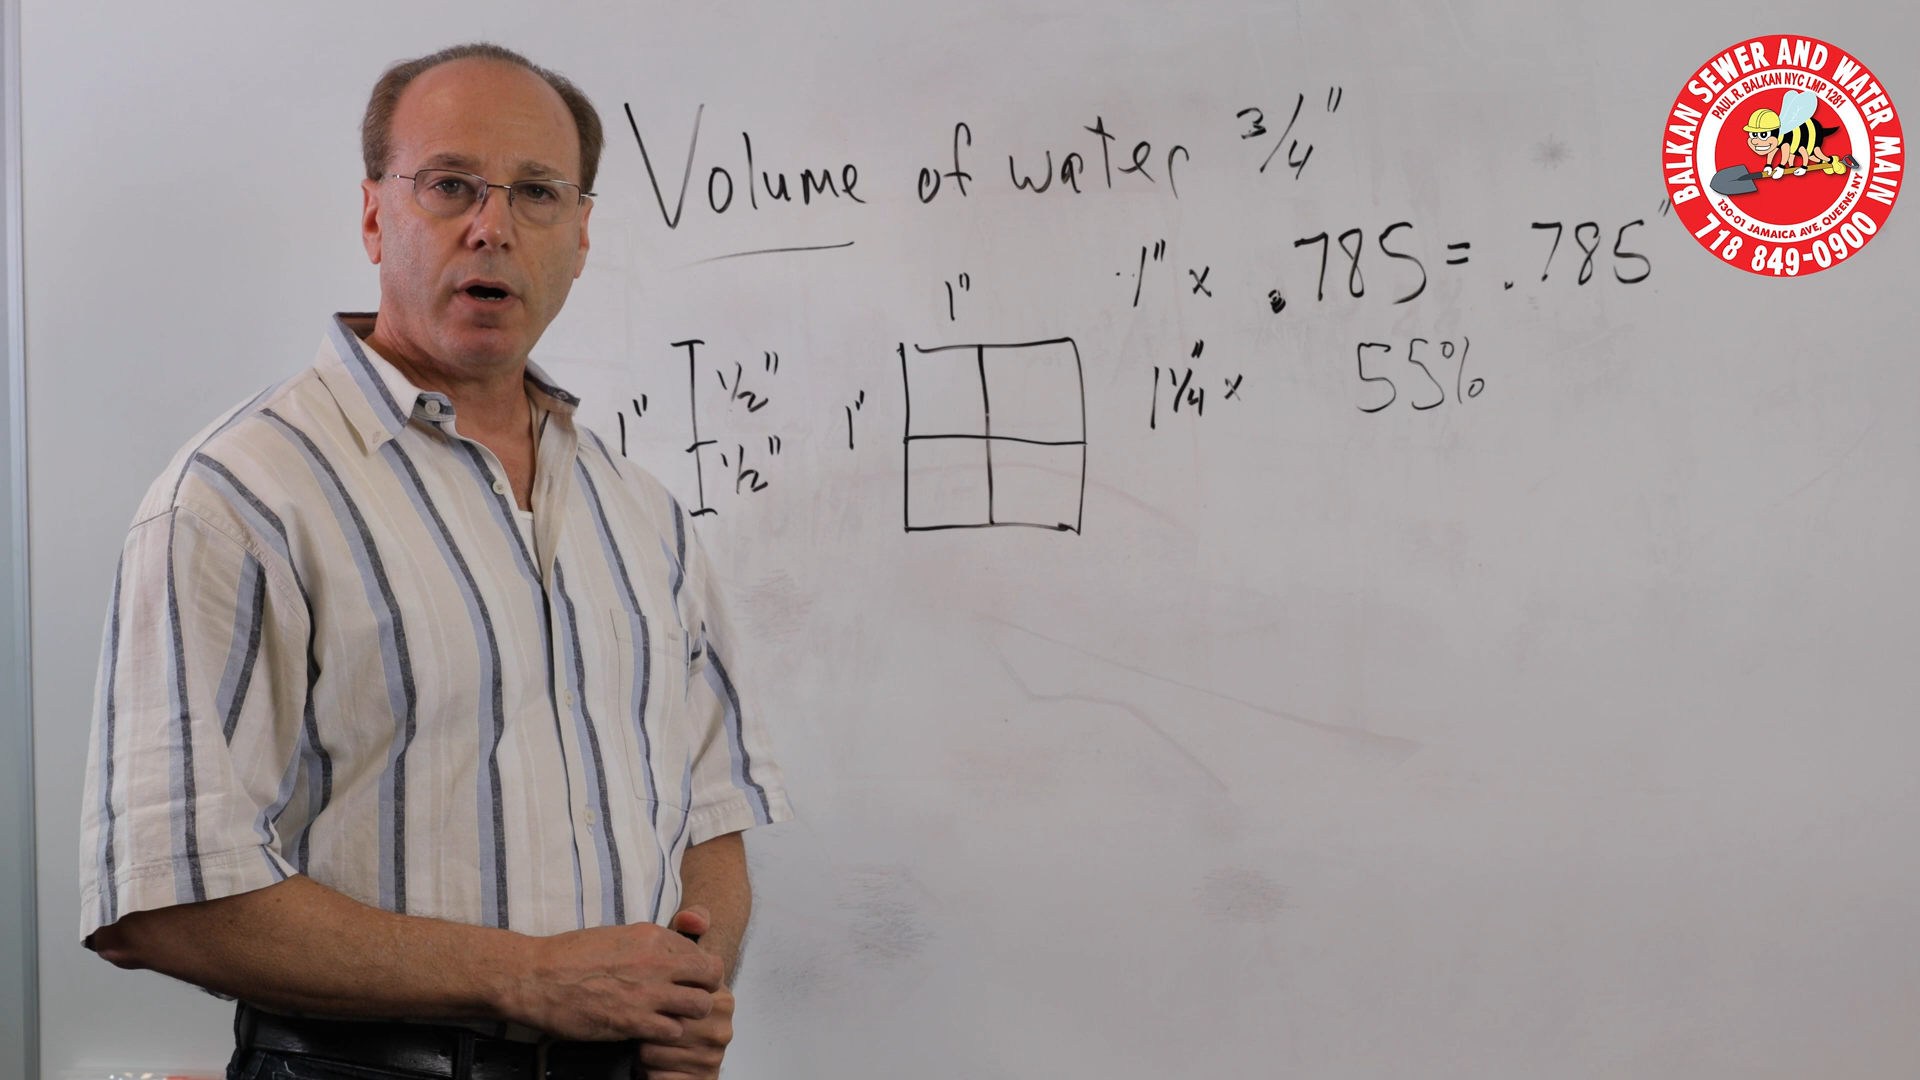 Volume of water 3/4"
1" x .785 = .785"
1 1/4" x 55%
1"
1/2"
1/2"
1"
1"
BALKAN SEWER AND WATER MAIN
PAUL R. BALKAN NYC LMP 1281
130-01 JAMAICA AVE, QUEENS, NY
718 849-0900